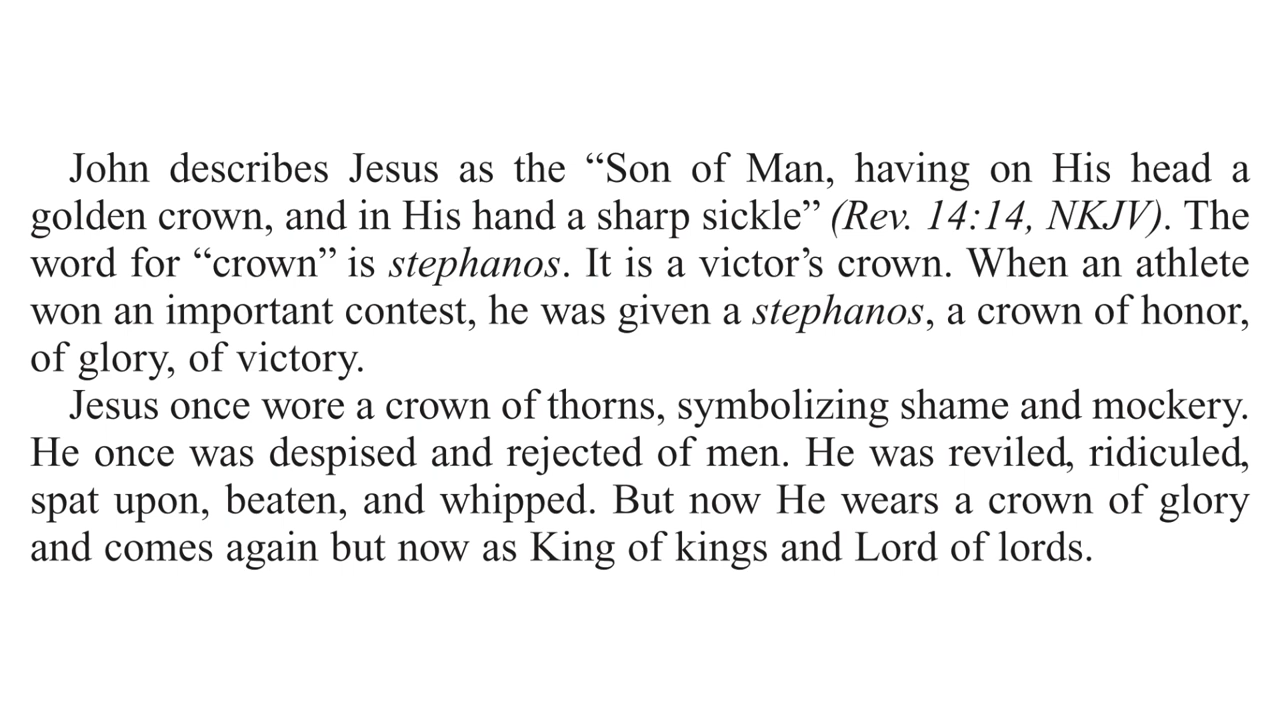 John describes Jesus as the “Son of Man, having on His head a
golden crown, and in His hand a sharp sickle” (Rev. 14:14, NKJV). The
word for “crown” is stephanos. It is a victor’s crown. When an athlete
won an important contest, he was given a stephanos, a crown of honor,
of glory, of victory.
Jesus once wore a crown of thorns, symbolizing shame and mockery.
He once was despised and rejected of men. He was reviled, ridiculed,
spat upon, beaten, and whipped. But now He wears a crown of glory
and comes again but now as King of kings and Lord of lords.